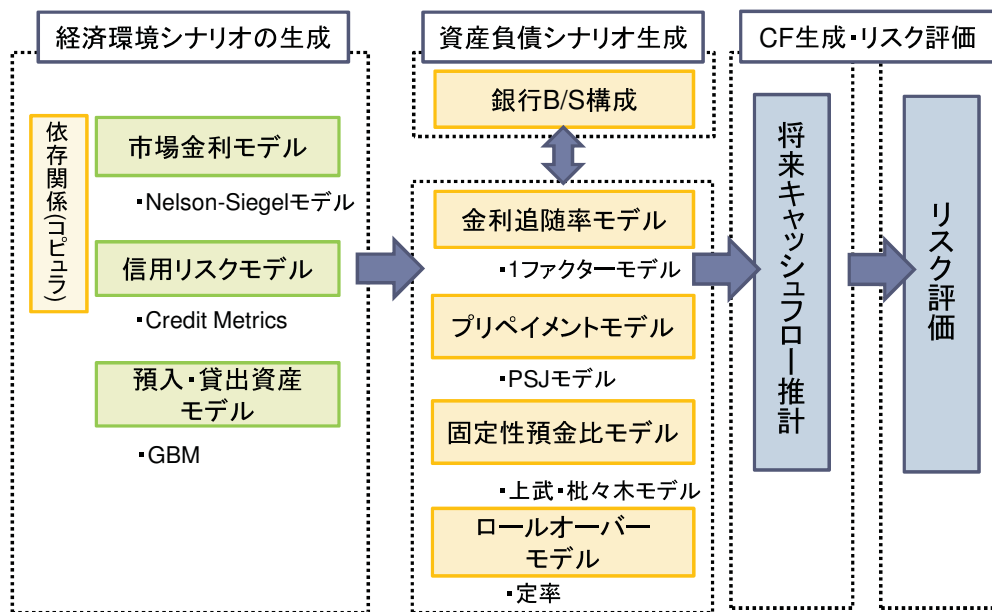 経済環境シナリオの生成
依存関係(コピュラ)
市場金利モデル
・Nelson-Siegelモデル
信用リスクモデル
・Credit Metrics
預入・貸出資産
モデル
・GBM
資産負債シナリオ生成
銀行B/S構成
金利追随率モデル
・1ファクターモデル
プリペイメントモデル
・PSJモデル
固定性預金比モデル
・上武・枇々木モデル
ロールオーバー
モデル
・定率
CF生成・リスク評価
将来キャッシュフロー推計
リスク評価